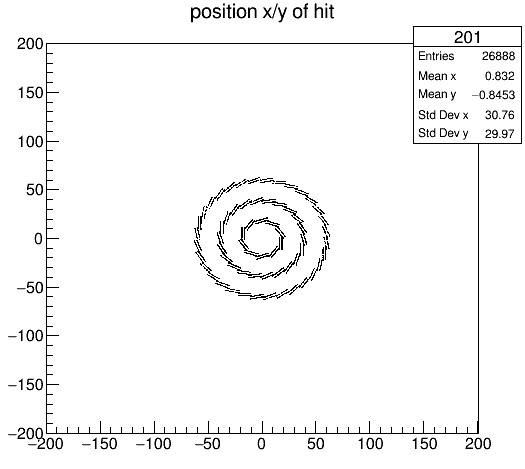 position x/y of hit
201
Entries 26888
Mean x 0.832
Mean y −0.8453
Std Dev x 30.76
Std Dev y 29.97
200
150
100
50
0
−50
−100
−150
−200
−200 −150 −100 −50 0 50 100 150 200